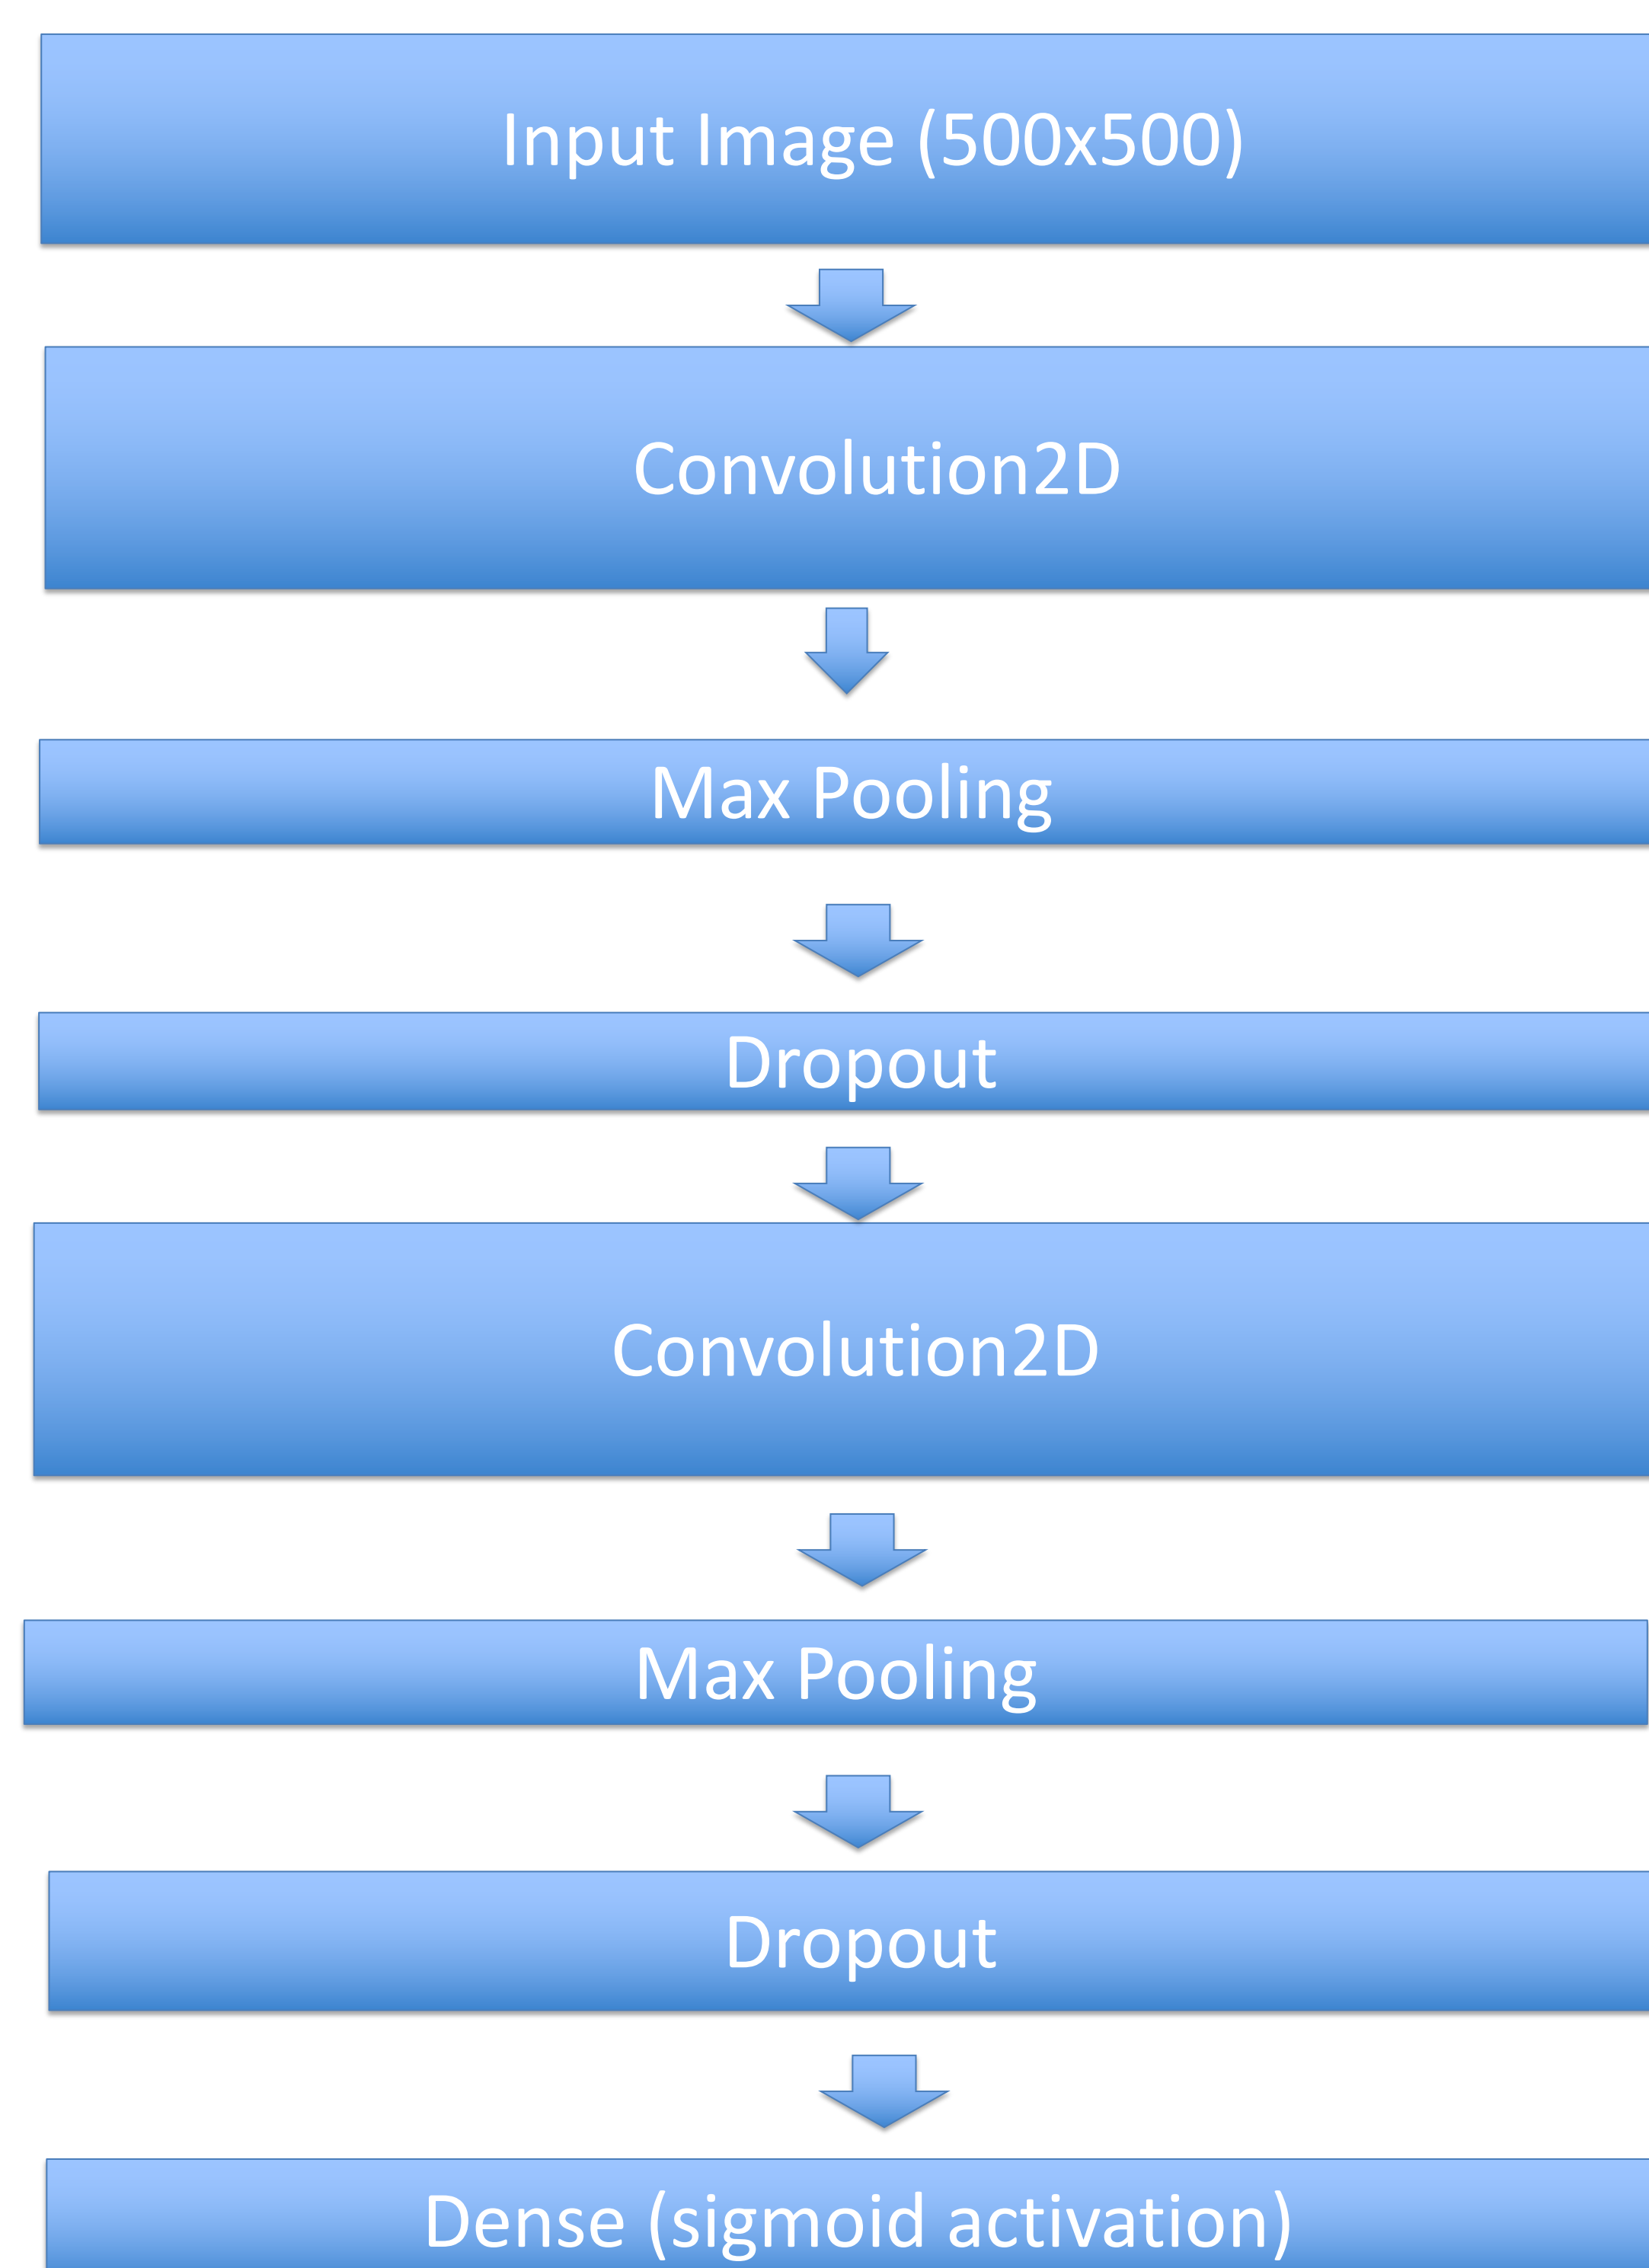 Input Image (500x500)
Convolution2D
Max Pooling
Dropout
Convolution2D
Max Pooling
Dropout
Dense (sigmoid activation)